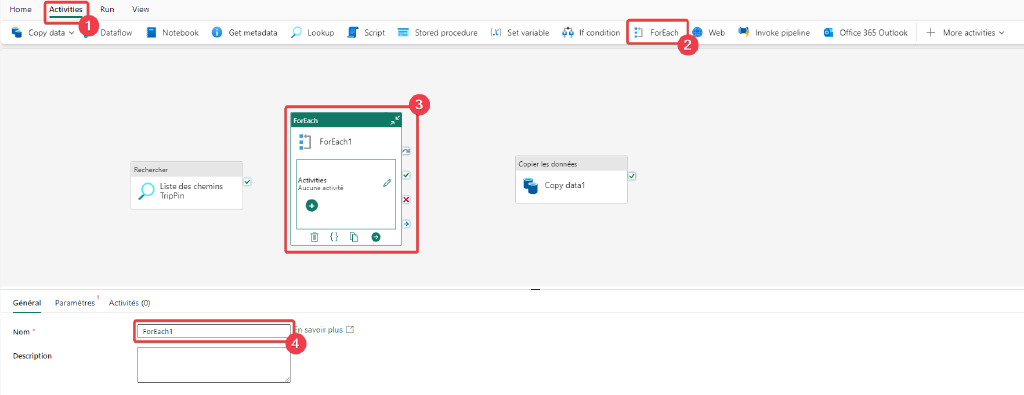 Home Activities Run View
1
Copy data Dataflow Notebook Get metadata Lookup Script Stored procedure Set variable If condition ForEach Web Invoke pipeline Office 365 Outlook More activities
2
3
ForEach
ForEach1
Activities
Aucune activité
Rechercher
Liste des chemins
TripPin
Copier les données
Copy data1
Général Paramètres 1 Activités (0)
Nom * ForEach1 En savoir plus
4
Description